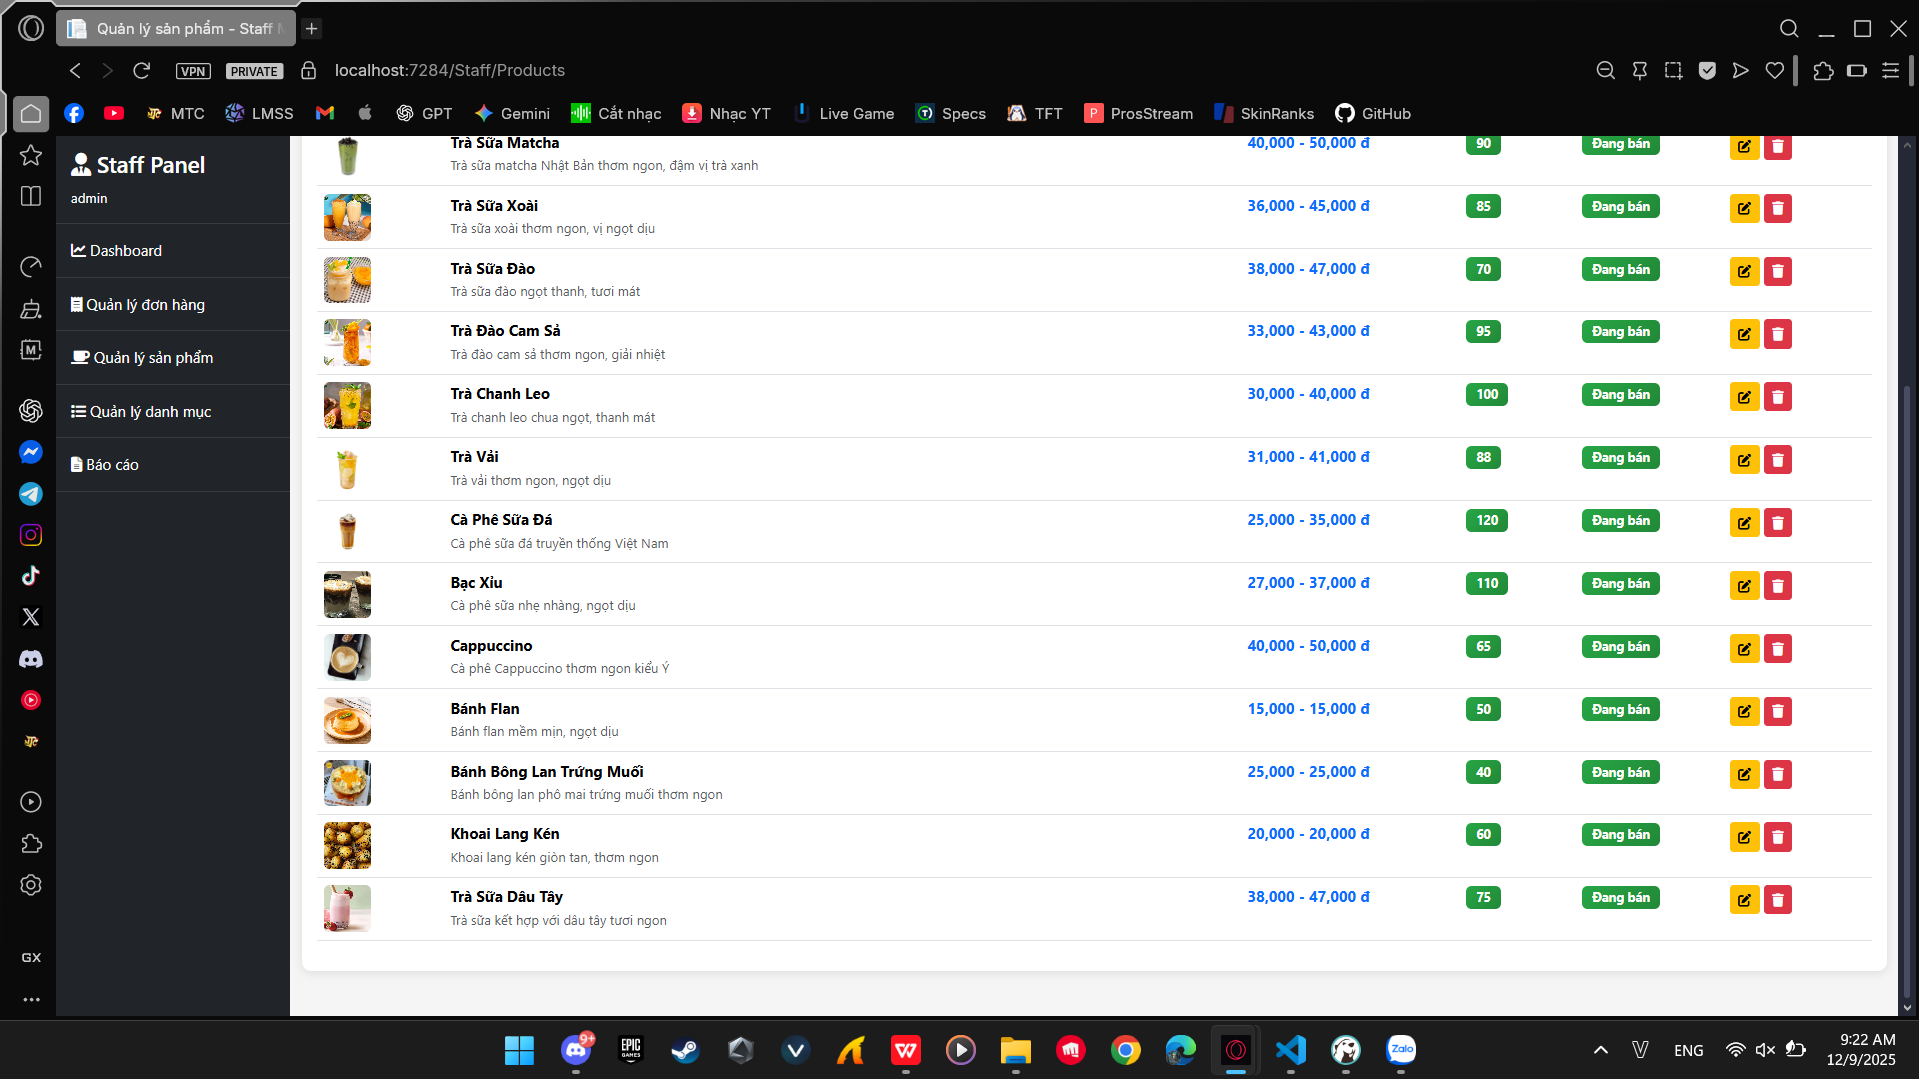 Quản lý sản phẩm - Staff
VPN
PRIVATE
localhost:7284/Staff/Products
MTC
LMSS
GPT
Gemini
Cắt nhạc
Nhạc YT
Live Game
Specs
TFT
ProsStream
SkinRanks
GitHub
Staff Panel
admin
Dashboard
Quản lý đơn hàng
Quản lý sản phẩm
Quản lý danh mục
Báo cáo
GX
Trà Sữa Matcha 40,000 - 50,000 đ 90 Đang bán
Trà sữa matcha Nhật Bản thơm ngon, đậm vị trà xanh
Trà Sữa Xoài 36,000 - 45,000 đ 85 Đang bán
Trà sữa xoài thơm ngon, vị ngọt dịu
Trà Sữa Đào 38,000 - 47,000 đ 70 Đang bán
Trà sữa đào ngọt thanh, tươi mát
Trà Đào Cam Sả 33,000 - 43,000 đ 95 Đang bán
Trà đào cam sả thơm ngon, giải nhiệt
Trà Chanh Leo 30,000 - 40,000 đ 100 Đang bán
Trà chanh leo chua ngọt, thanh mát
Trà Vải 31,000 - 41,000 đ 88 Đang bán
Trà vải thơm ngon, ngọt dịu
Cà Phê Sữa Đá 25,000 - 35,000 đ 120 Đang bán
Cà phê sữa đá truyền thống Việt Nam
Bạc Xỉu 27,000 - 37,000 đ 110 Đang bán
Cà phê sữa nhẹ nhàng, ngọt dịu
Cappuccino 40,000 - 50,000 đ 65 Đang bán
Cà phê Cappuccino thơm ngon kiểu Ý
Bánh Flan 15,000 - 15,000 đ 50 Đang bán
Bánh flan mềm mịn, ngọt dịu
Bánh Bông Lan Trứng Muối 25,000 - 25,000 đ 40 Đang bán
Bánh bông lan phô mai trứng muối thơm ngon
Khoai Lang Kén 20,000 - 20,000 đ 60 Đang bán
Khoai lang kén giòn tan, thơm ngon
Trà Sữa Dâu Tây 38,000 - 47,000 đ 75 Đang bán
Trà sữa kết hợp với dâu tây tươi ngon
9+
EPIC GAMES
Zalo
ENG
9:22 AM
12/9/2025